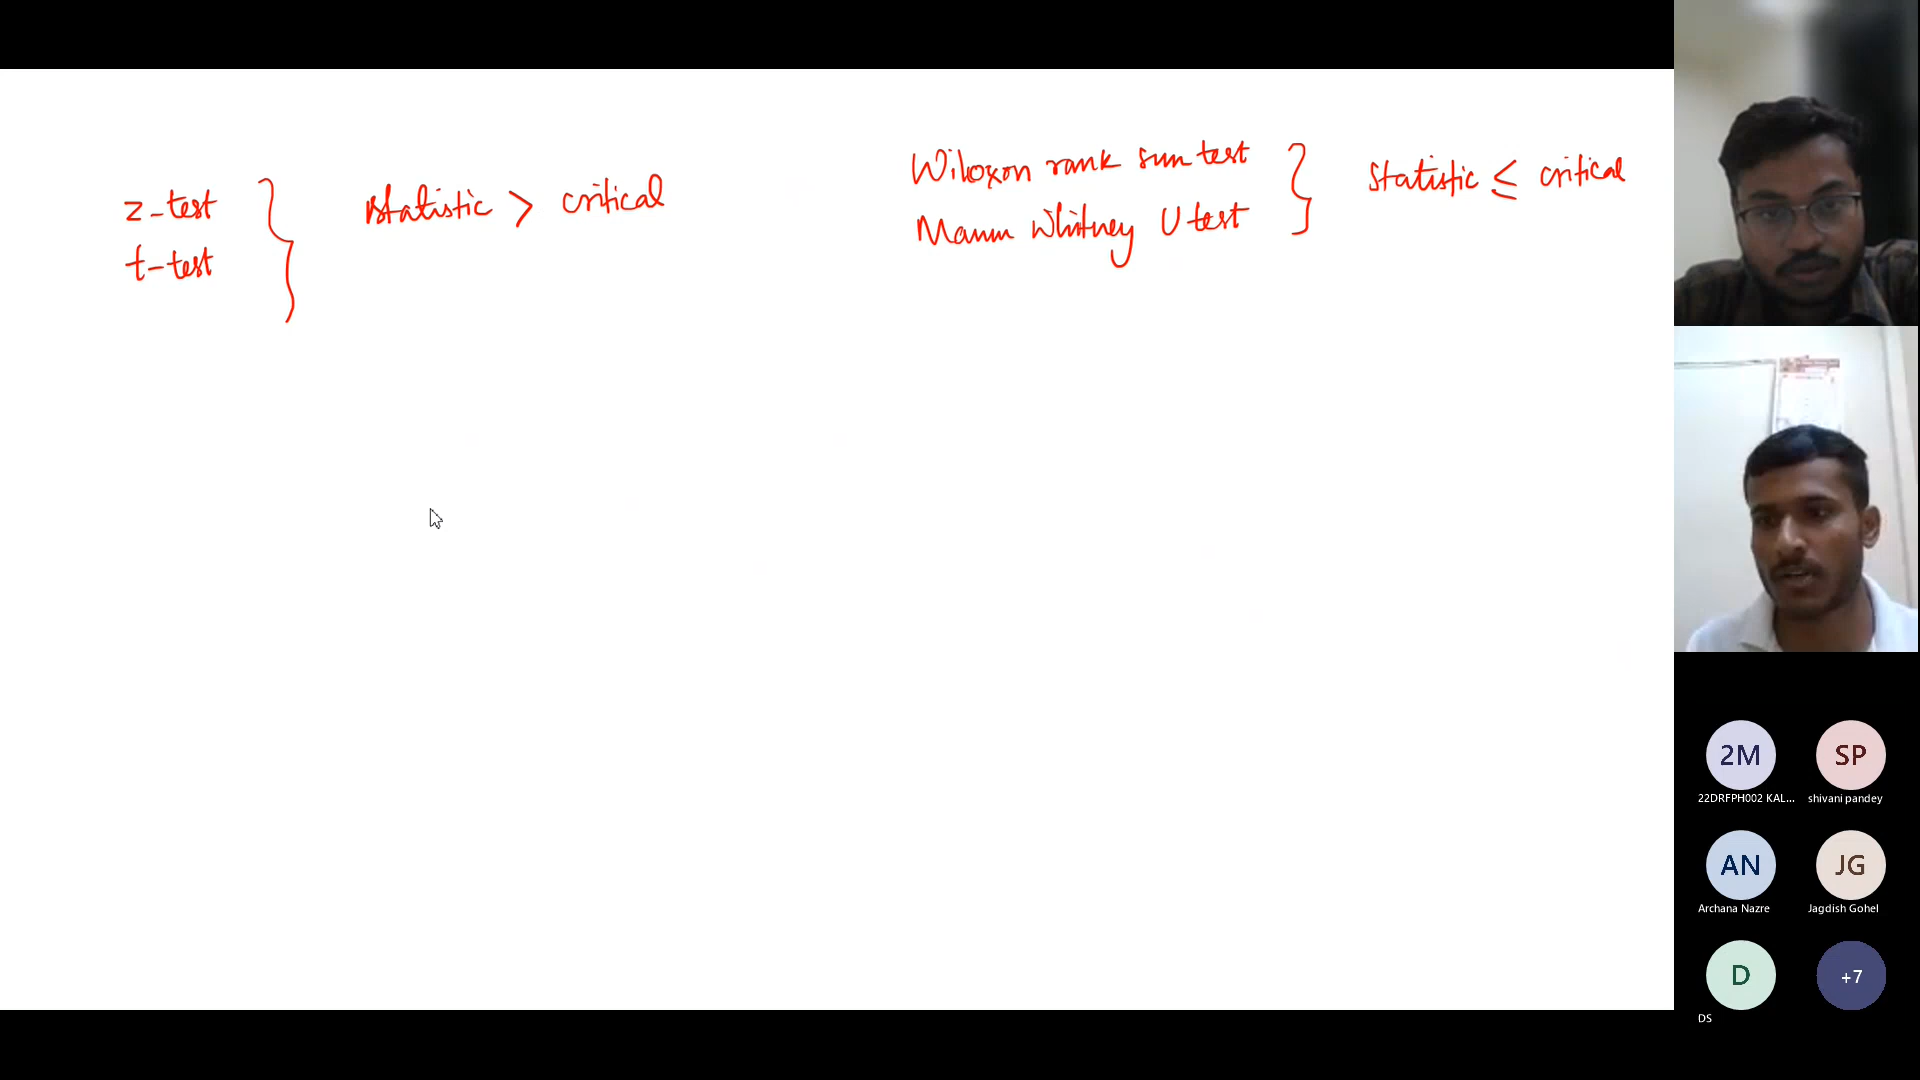 z-test
t-test
statistic > critical
Wilcoxon rank sum test
Mann Whitney U test
statistic ≤ critical
2M
22DRFPH002 KAL...
SP
shivani pandey
AN
Archana Nazre
JG
Jagdish Gohel
D
DS
+7